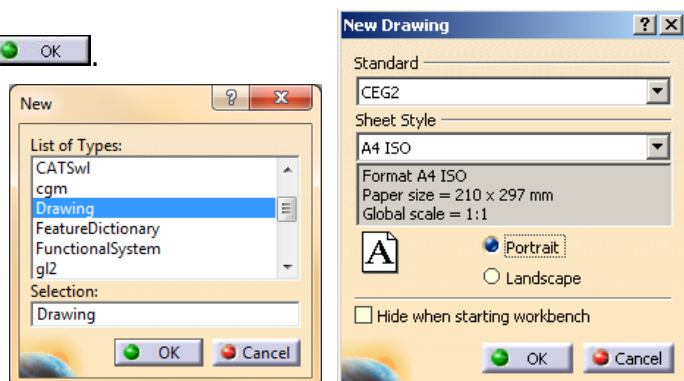 OK .
New
List of Types:
CATSwl
cgm
Drawing
FeatureDictionary
FunctionalSystem
gl2
Selection:
Drawing
OK Cancel
New Drawing
Standard
CEG2
Sheet Style
A4 ISO
Format A4 ISO
Paper size = 210 x 297 mm
Global scale = 1:1
A
Portrait
Landscape
Hide when starting workbench
OK Cancel